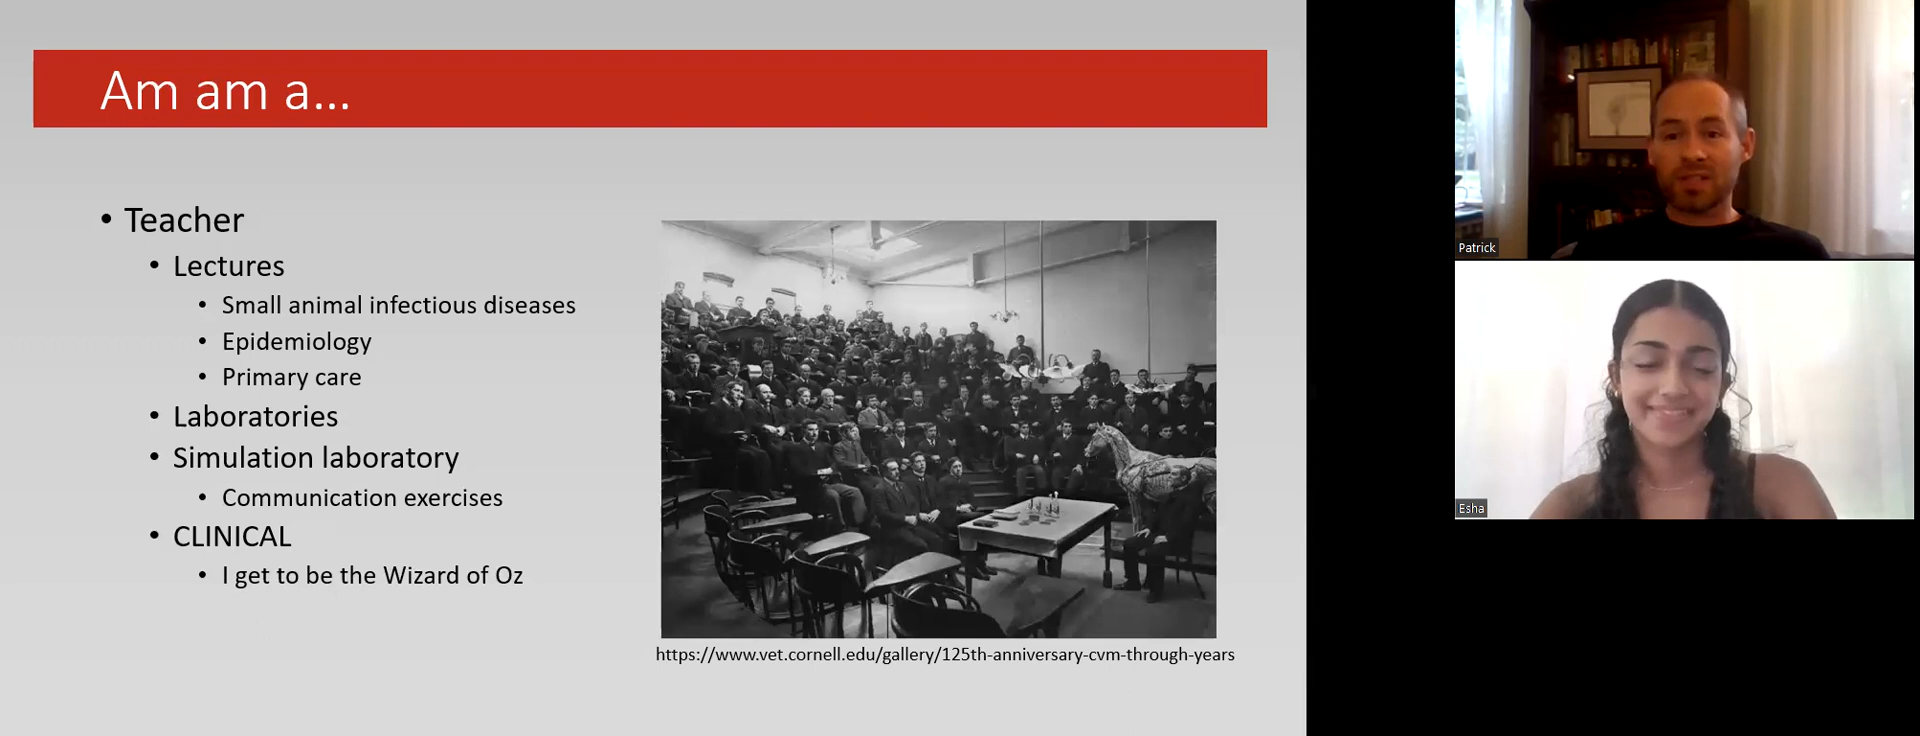 Am am a...
• Teacher
• Lectures
• Small animal infectious diseases
• Epidemiology
• Primary care
• Laboratories
• Simulation laboratory
• Communication exercises
• CLINICAL
• I get to be the Wizard of Oz
https://www.vet.cornell.edu/gallery/125th-anniversary-cvm-through-years
Patrick
Esha